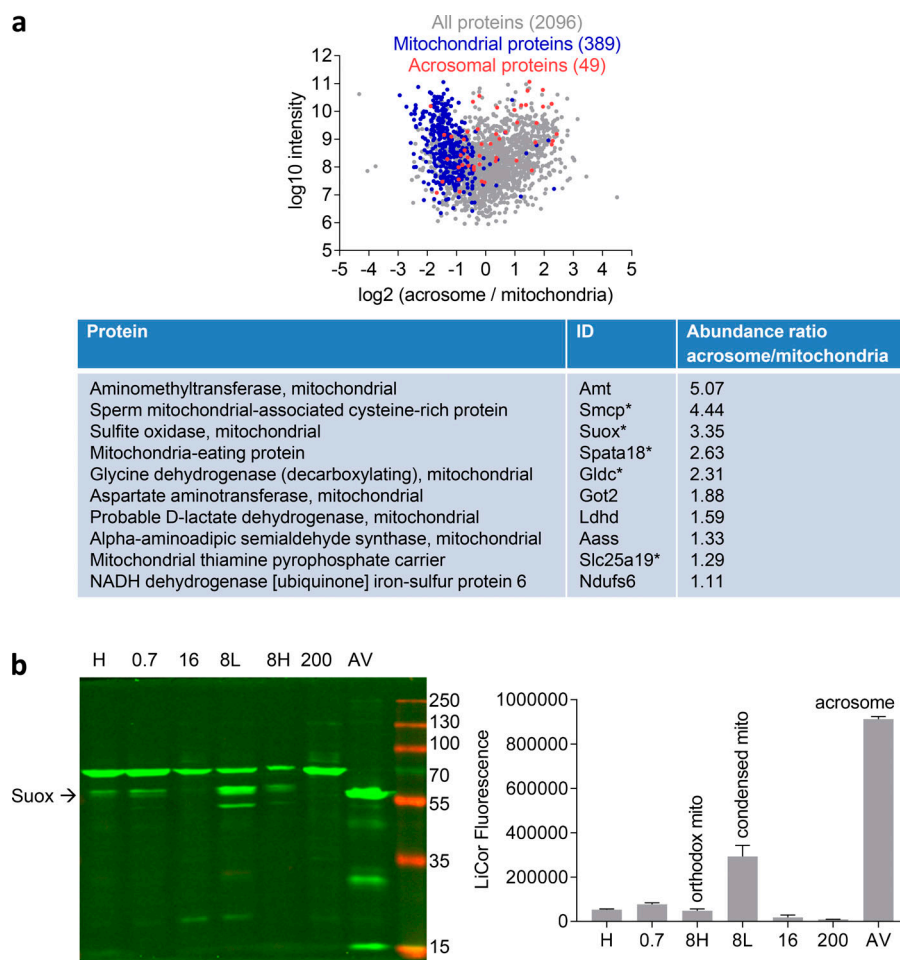 a
All proteins (2096)
Mitochondrial proteins (389)
Acrosomal proteins (49)
12
11
10
9
8
7
6
5
log10 intensity
-5 -4 -3 -2 -1 0 1 2 3 4 5
log2 (acrosome / mitochondria)
Protein ID Abundance ratio
acrosome/mitochondria
Aminomethyltransferase, mitochondrial Amt 5.07
Sperm mitochondrial-associated cysteine-rich protein Smcp* 4.44
Sulfite oxidase, mitochondrial Suox* 3.35
Mitochondria-eating protein Spata18* 2.63
Glycine dehydrogenase (decarboxylating), mitochondrial Gldc* 2.31
Aspartate aminotransferase, mitochondrial Got2 1.88
Probable D-lactate dehydrogenase, mitochondrial Ldhd 1.59
Alpha-aminoadipic semialdehyde synthase, mitochondrial Aass 1.33
Mitochondrial thiamine pyrophosphate carrier Slc25a19* 1.29
NADH dehydrogenase [ubiquinone] iron-sulfur protein 6 Ndufs6 1.11
b
H 0.7 16 8L 8H 200 AV
250
130
100
70
55
35
15
Suox →
1000000
800000
600000
400000
200000
0
LiCor Fluorescence
orthodox mito
condensed mito
acrosome
H 0.7 8H 8L 16 200 AV